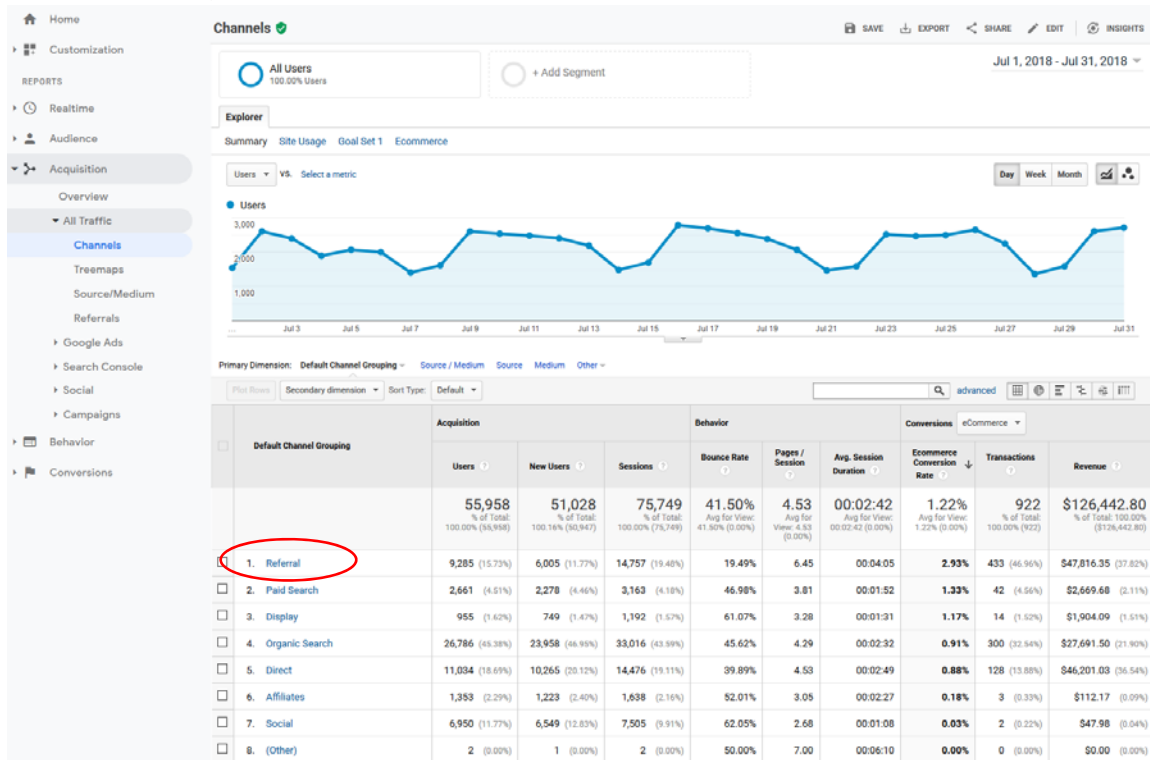 Home
Customization
REPORTS
Realtime
Audience
Acquisition
Overview
All Traffic
Channels
Treemaps
Source/Medium
Referrals
Google Ads
Search Console
Social
Campaigns
Behavior
Conversions
Channels
SAVE EXPORT SHARE EDIT INSIGHTS
All Users
100.00% Users
+ Add Segment
Jul 1, 2018 - Jul 31, 2018
Explorer
Summary Site Usage Goal Set 1 Ecommerce
Users VS. Select a metric
Day Week Month
Users
3,000
2,000
1,000
... Jul 3 Jul 5 Jul 7 Jul 9 Jul 11 Jul 13 Jul 15 Jul 17 Jul 19 Jul 21 Jul 23 Jul 25 Jul 27 Jul 29 Jul 31
Primary Dimension: Default Channel Grouping Source / Medium Source Medium Other
Plot Rows Secondary dimension Sort Type: Default advanced
Default Channel Grouping
Acquisition Behavior Conversions eCommerce
Users ? New Users ? Sessions ? Bounce Rate ? Pages / Session ? Avg. Session Duration ? Ecommerce Conversion Rate ? Transactions ? Revenue ?
55,958 51,028 75,749 41.50% 4.53 00:02:42 1.22% 922 $126,442.80
% of Total: 100.00% (55,958) % of Total: 100.16% (50,947) % of Total: 100.00% (75,749) Avg for View: 41.50% (0.00%) Avg for View: 4.53 (0.00%) Avg for View: 00:02:42 (0.00%) Avg for View: 1.22% (0.00%) % of Total: 100.00% (922) % of Total: 100.00% ($126,442.80)
1. Referral 9,285 (15.73%) 6,005 (11.77%) 14,757 (19.48%) 19.49% 6.45 00:04:05 2.93% 433 (46.96%) $47,816.35 (37.82%)
2. Paid Search 2,661 (4.51%) 2,278 (4.46%) 3,163 (4.18%) 46.98% 3.81 00:01:52 1.33% 42 (4.56%) $2,669.68 (2.11%)
3. Display 955 (1.62%) 749 (1.47%) 1,192 (1.57%) 61.07% 3.28 00:01:31 1.17% 14 (1.52%) $1,904.09 (1.51%)
4. Organic Search 26,786 (45.38%) 23,958 (46.95%) 33,016 (43.59%) 45.62% 4.29 00:02:32 0.91% 300 (32.54%) $27,691.50 (21.90%)
5. Direct 11,034 (18.69%) 10,265 (20.12%) 14,476 (19.11%) 39.89% 4.53 00:02:49 0.88% 128 (13.88%) $46,201.03 (36.54%)
6. Affiliates 1,353 (2.29%) 1,223 (2.40%) 1,638 (2.16%) 52.01% 3.05 00:02:27 0.18% 3 (0.33%) $112.17 (0.09%)
7. Social 6,950 (11.77%) 6,549 (12.83%) 7,505 (9.91%) 62.05% 2.68 00:01:08 0.03% 2 (0.22%) $47.98 (0.04%)
8. (Other) 2 (0.00%) 1 (0.00%) 2 (0.00%) 50.00% 7.00 00:06:10 0.00% 0 (0.00%) $0.00 (0.00%)